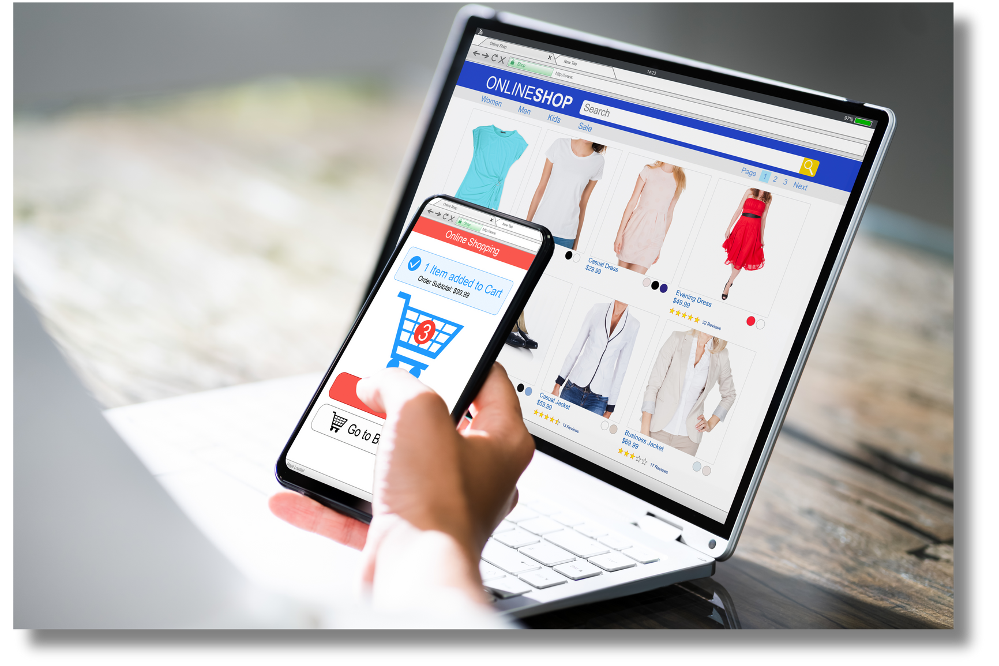 Online Shop
X
New Tab
14:23
97%
Shop
http://www.
ONLINESHOP
Search
Women
Men
Kids
Sale
Page
1
2
3
Next
Casual Dress
$29.99
Evening Dress
$49.99
32 Reviews
Casual Jacket
$59.99
13 Reviews
Business Jacket
$69.99
17 Reviews
Online Shop
X
New Tab
Shop
http://www.
Online Shopping
1 Item added to Cart
Order Subtotal: $99.99
3
Go to B
Page Loaded